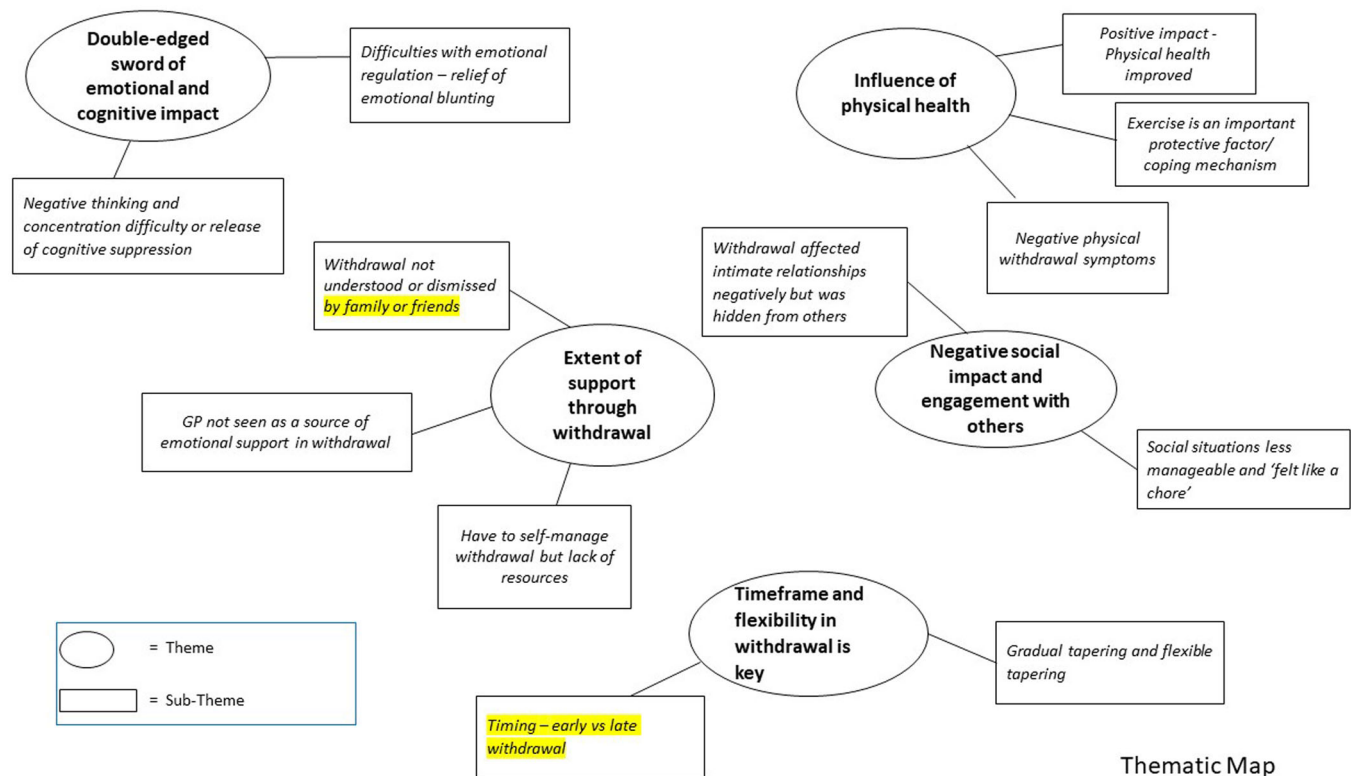 Double-edged
sword of
emotional and
cognitive impact
Difficulties with emotional
regulation – relief of
emotional blunting
Negative thinking and
concentration difficulty or release
of cognitive suppression
Influence of
physical health
Positive impact -
Physical health
improved
Exercise is an important
protective factor/
coping mechanism
Negative physical
withdrawal symptoms
Withdrawal not
understood or dismissed
by family or friends
Extent of
support
through
withdrawal
GP not seen as a source of
emotional support in withdrawal
Have to self-manage
withdrawal but lack of
resources
Withdrawal affected
intimate relationships
negatively but was
hidden from others
Negative social
impact and
engagement with
others
Social situations less
manageable and ‘felt like a
chore’
Timeframe and
flexibility in
withdrawal is
key
Gradual tapering and flexible
tapering
Timing – early vs late
withdrawal
= Theme
= Sub-Theme
Thematic Map